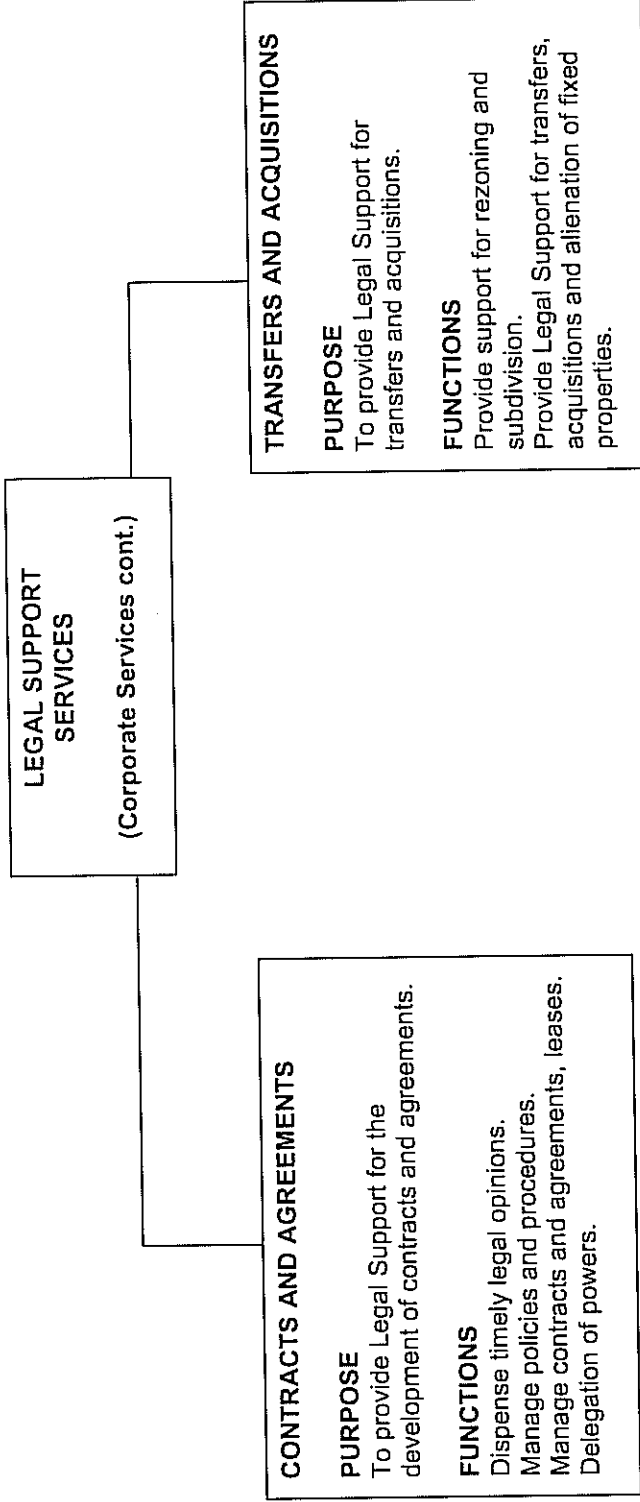 LEGAL SUPPORT
SERVICES
(Corporate Services cont.)
CONTRACTS AND AGREEMENTS
PURPOSE
To provide Legal Support for the
development of contracts and agreements.
FUNCTIONS
Dispense timely legal opinions.
Manage policies and procedures.
Manage contracts and agreements, leases.
Delegation of powers.
TRANSFERS AND ACQUISITIONS
PURPOSE
To provide Legal Support for
transfers and acquisitions.
FUNCTIONS
Provide support for rezoning and
subdivision.
Provide Legal Support for transfers,
acquisitions and alienation of fixed
properties.